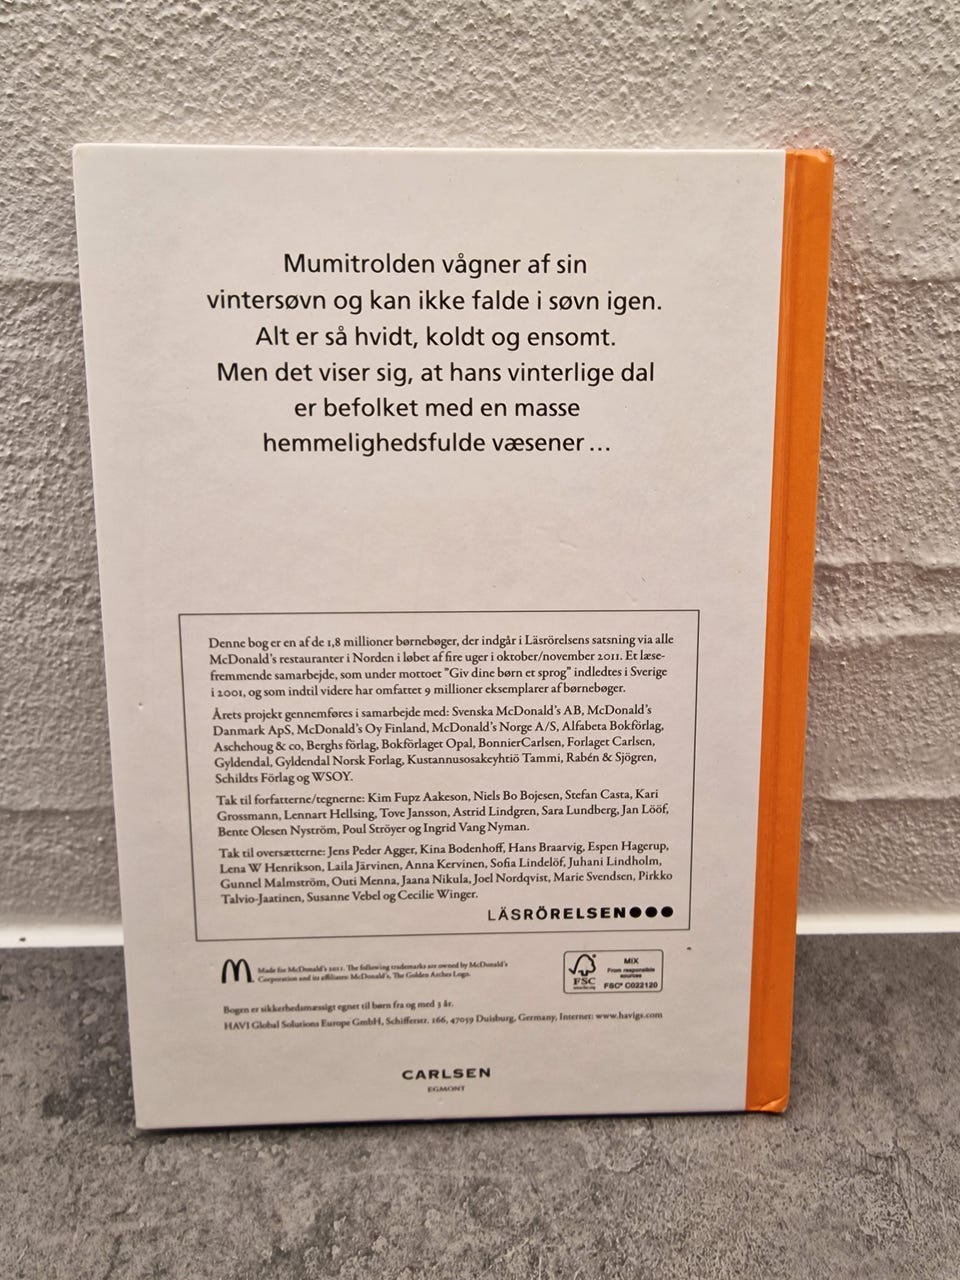 Mumitrolden vågner af sin
vintersøvn og kan ikke falde i søvn igen.
Alt er så hvidt, koldt og ensomt.
Men det viser sig, at hans vinterlige dal
er befolket med en masse
hemmelighedsfulde væsener ...
Denne bog er en af de 1,8 millioner børnebøger, der indgår i Läsrörelsens satsning via alle
McDonald's restauranter i Norden i løbet af fire uger i oktober/november 2011. Et læse-
fremmende samarbejde, som under mottoet "Giv dine børn et sprog" indledtes i Sverige
i 2001, og som indtil videre har omfattet 9 millioner eksemplarer af børnebøger.
Årets projekt gennemføres i samarbejde med: Svenska McDonald's AB, McDonald's
Danmark ApS, McDonald's Oy Finland, McDonald's Norge A/S, Alfabeta Bokförlag,
Aschehoug & co, Berghs förlag, Bokförlaget Opal, BonnierCarlsen, Forlaget Carlsen,
Gyldendal, Gyldendal Norsk Forlag, Kustannusosakeyhtiö Tammi, Rabén & Sjögren,
Schildts Förlag og WSOY.
Tak til forfatterne/tegnerne: Kim Fupz Aakeson, Niels Bo Bojesen, Stefan Casta, Kari
Grossmann, Lennart Hellsing, Tove Jansson, Astrid Lindgren, Sara Lundberg, Jan Lööf,
Bente Olesen Nyström, Poul Ströyer og Ingrid Vang Nyman.
Tak til oversætterne: Jens Peder Agger, Kina Bodenhoff, Hans Braarvig, Espen Hagerup,
Lena W Henrikson, Laila Järvinen, Anna Kervinen, Sofia Lindelöf, Juhani Lindholm,
Gunnel Malmström, Outi Menna, Jaana Nikula, Joel Nordqvist, Marie Svendsen, Pirkko
Talvio-Jaatinen, Susanne Vebel og Cecilie Winger.
LÄSRÖRELSEN●●●
Made for McDonald's 2011. The following trademarks are owned by McDonald's
Corporation and its affiliates: McDonald's, The Golden Arches Logo.
FSC
www.fsc.org
MIX
From responsible
sources
FSC® C022120
Bogen er sikkerhedsmæssigt egnet til børn fra og med 3 år.
HAVI Global Solutions Europe GmbH, Schifferstr. 166, 47059 Duisburg, Germany, Internet: www.havigs.com
CARLSEN
EGMONT